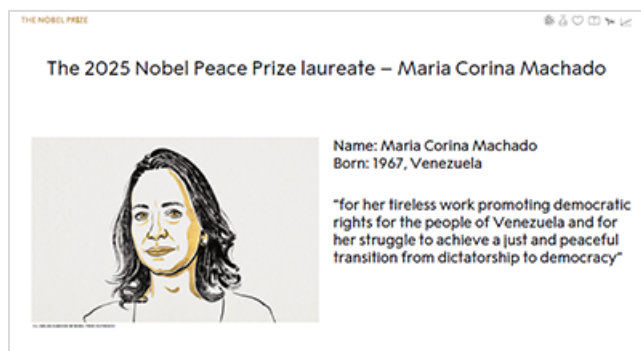 THE NOBEL PRIZE
The 2025 Nobel Peace Prize laureate – Maria Corina Machado
Name: Maria Corina Machado
Born: 1967, Venezuela
“for her tireless work promoting democratic
rights for the people of Venezuela and for
her struggle to achieve a just and peaceful
transition from dictatorship to democracy”